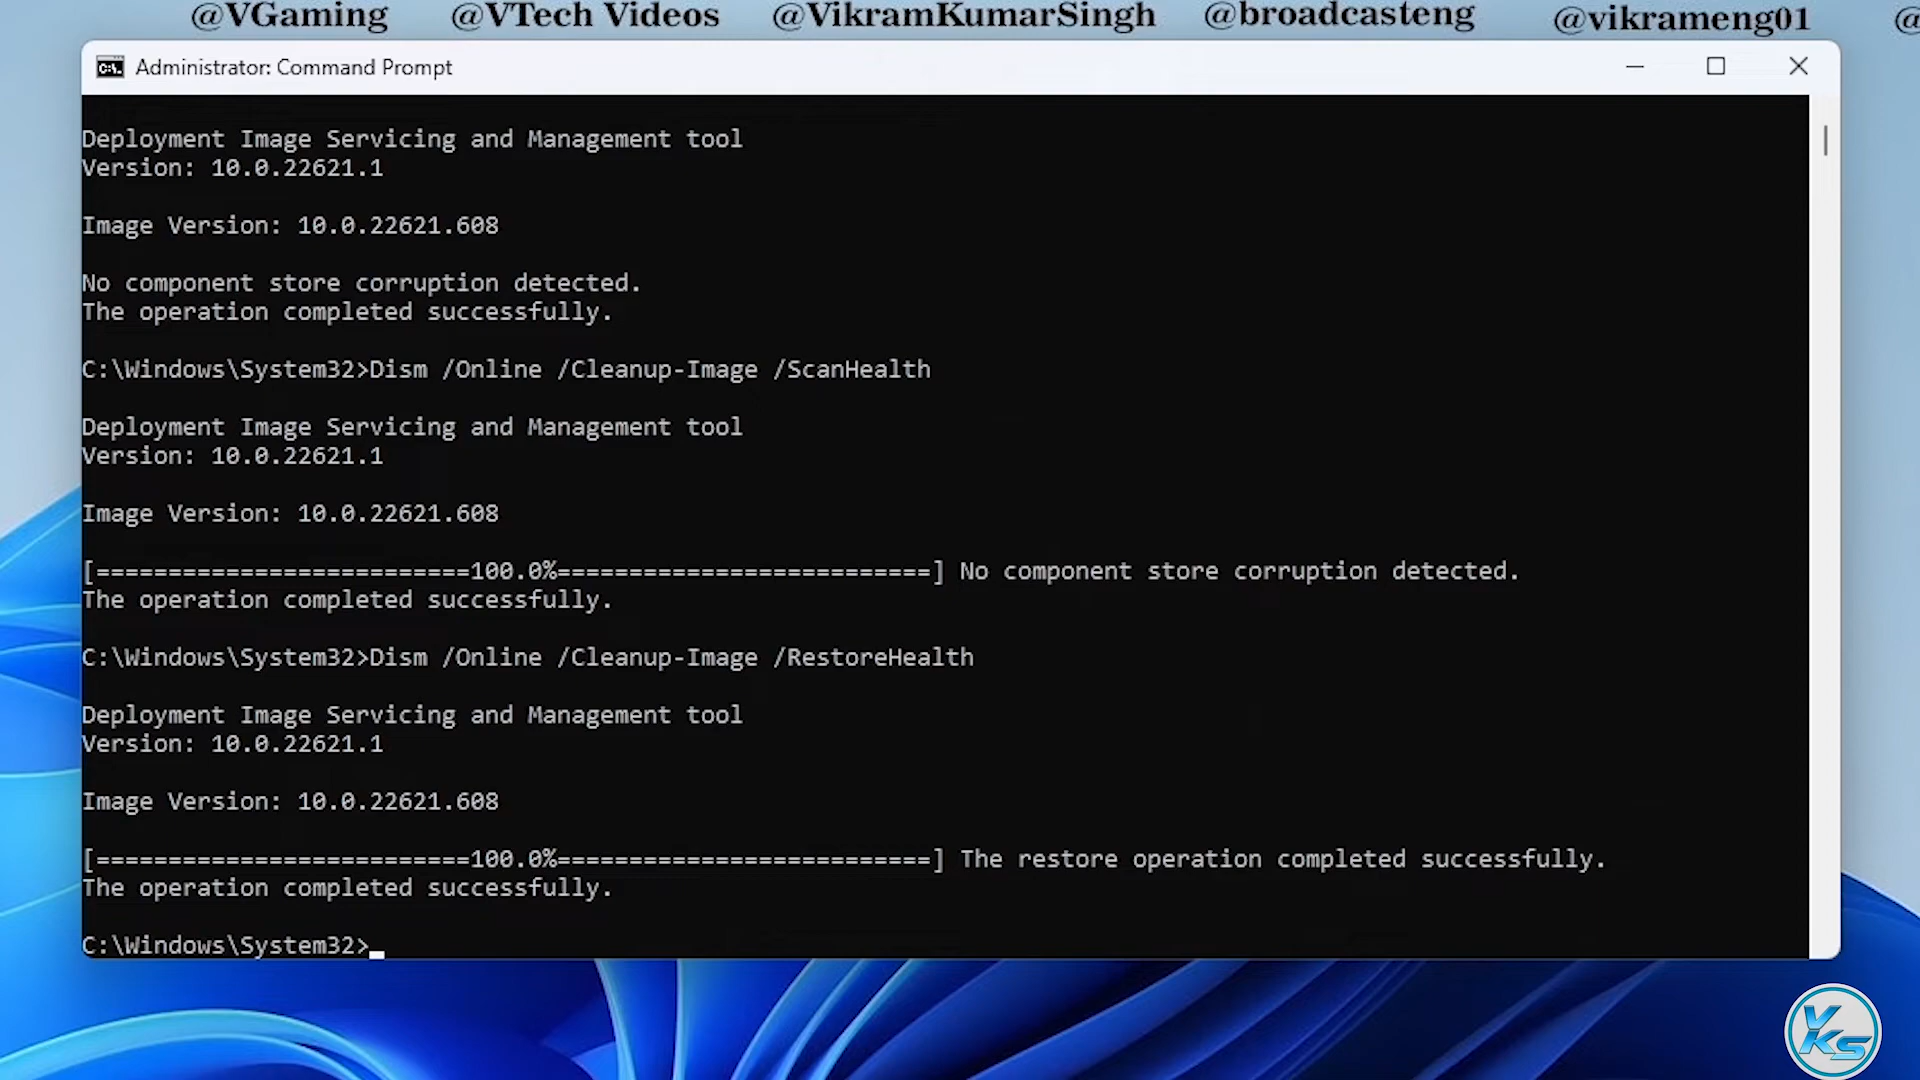 @VGaming @VTech Videos @VikramKumarSingh @broadcasteng @vikrameng01 @
Administrator: Command Prompt
Deployment Image Servicing and Management tool
Version: 10.0.22621.1
Image Version: 10.0.22621.608
No component store corruption detected.
The operation completed successfully.
C:\Windows\System32>Dism /Online /Cleanup-Image /ScanHealth
Deployment Image Servicing and Management tool
Version: 10.0.22621.1
Image Version: 10.0.22621.608
[==========================100.0%==========================] No component store corruption detected.
The operation completed successfully.
C:\Windows\System32>Dism /Online /Cleanup-Image /RestoreHealth
Deployment Image Servicing and Management tool
Version: 10.0.22621.1
Image Version: 10.0.22621.608
[==========================100.0%==========================] The restore operation completed successfully.
The operation completed successfully.
C:\Windows\System32>
VKS